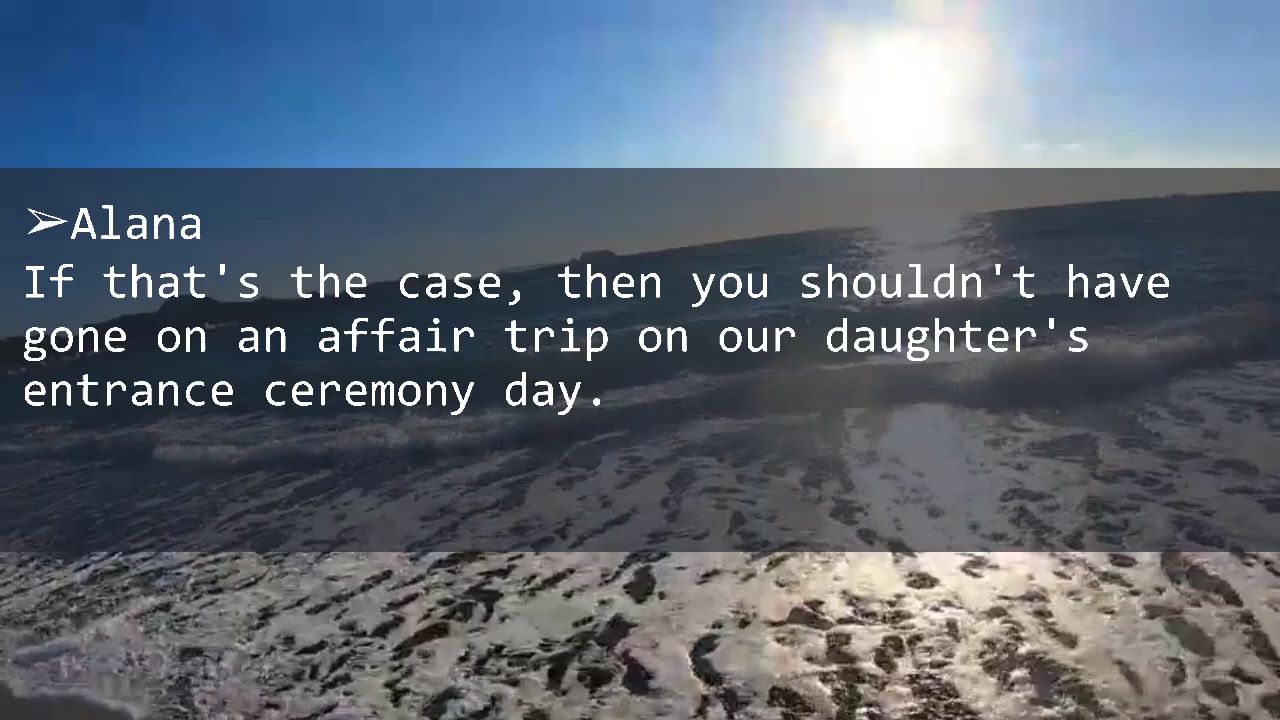 ➢Alana
If that's the case, then you shouldn't have
gone on an affair trip on our daughter's
entrance ceremony day.